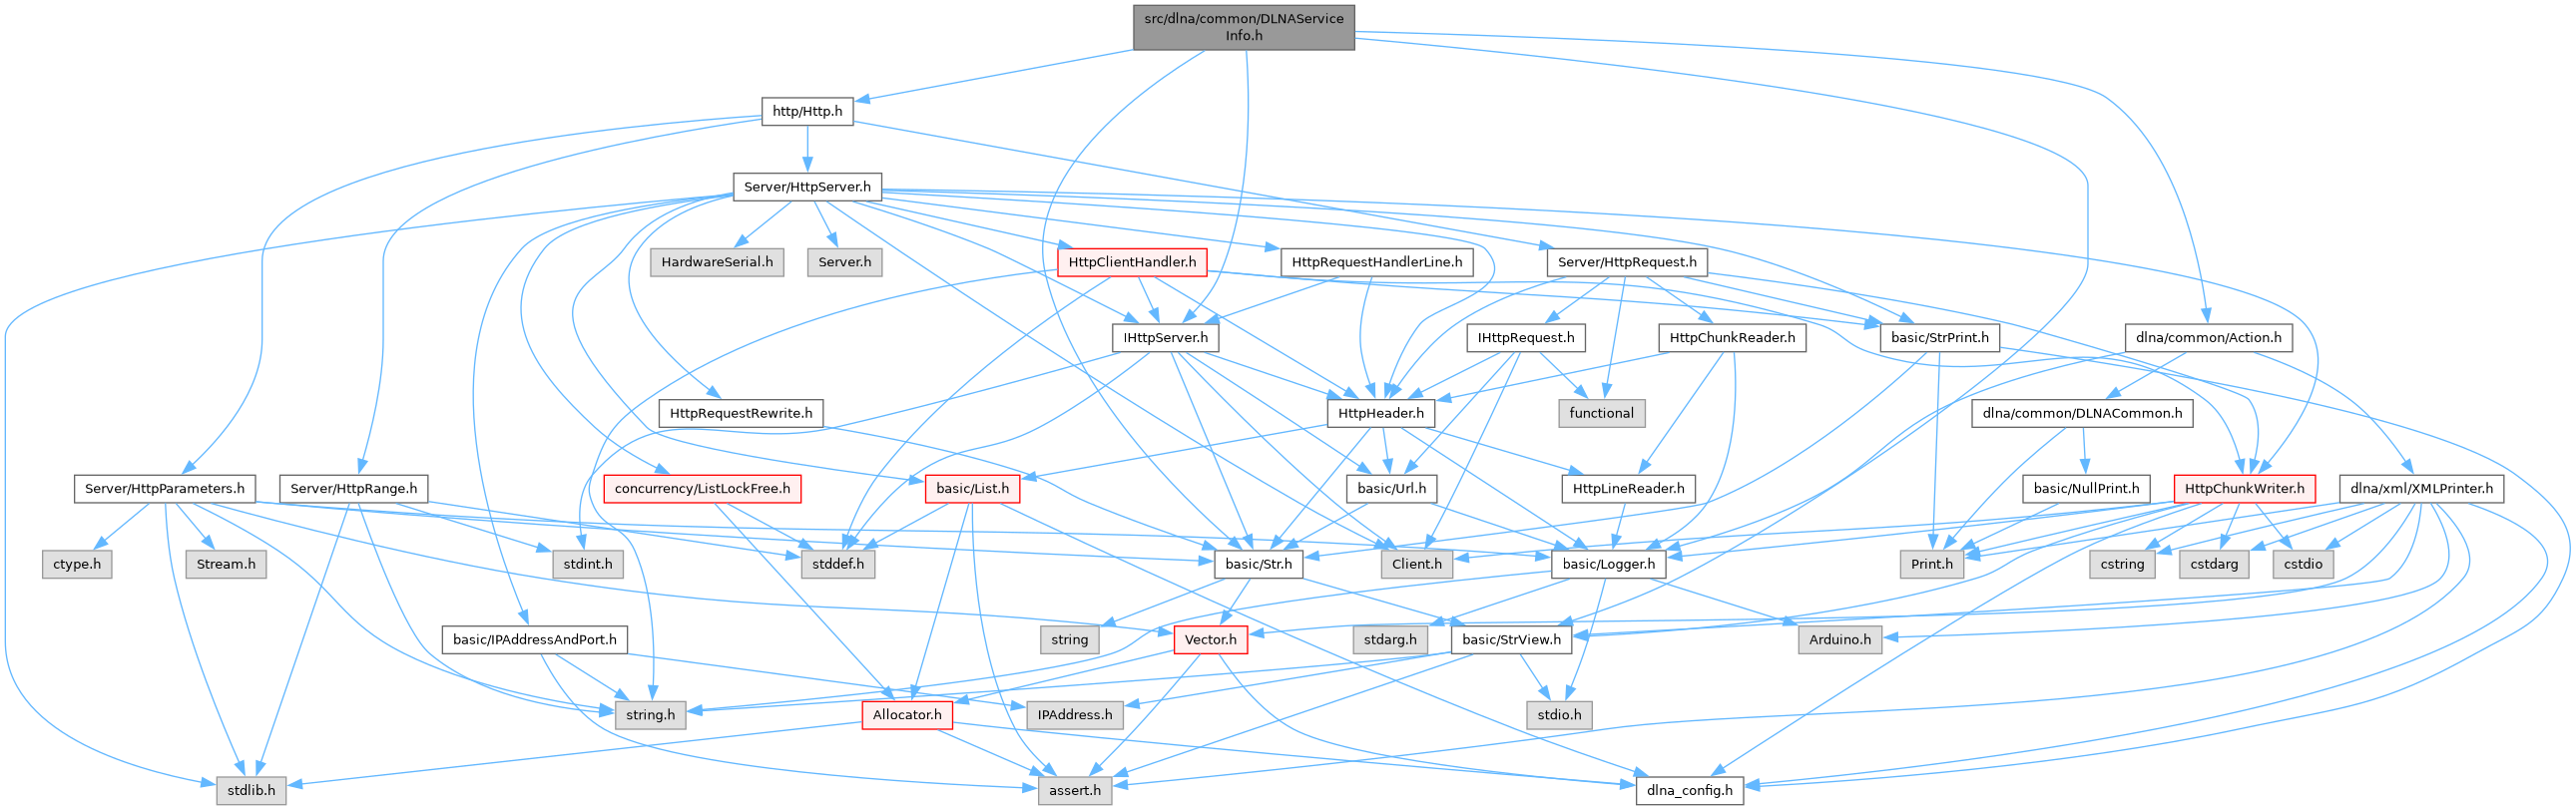 src/dlna/common/DLNAService
Info.h
http/Http.h
Server/HttpServer.h
HardwareSerial.h
Server.h
HttpClientHandler.h
HttpRequestHandlerLine.h
Server/HttpRequest.h
IHttpServer.h
IHttpRequest.h
HttpChunkReader.h
basic/StrPrint.h
dlna/common/Action.h
HttpRequestRewrite.h
HttpHeader.h
functional
dlna/common/DLNACommon.h
Server/HttpParameters.h
Server/HttpRange.h
concurrency/ListLockFree.h
basic/List.h
basic/Url.h
HttpLineReader.h
basic/NullPrint.h
HttpChunkWriter.h
dlna/xml/XMLPrinter.h
ctype.h
Stream.h
stdint.h
stddef.h
basic/Str.h
Client.h
basic/Logger.h
Print.h
cstring
cstdarg
cstdio
basic/IPAddressAndPort.h
string
Vector.h
stdarg.h
basic/StrView.h
Arduino.h
string.h
Allocator.h
IPAddress.h
stdio.h
stdlib.h
assert.h
dlna_config.h